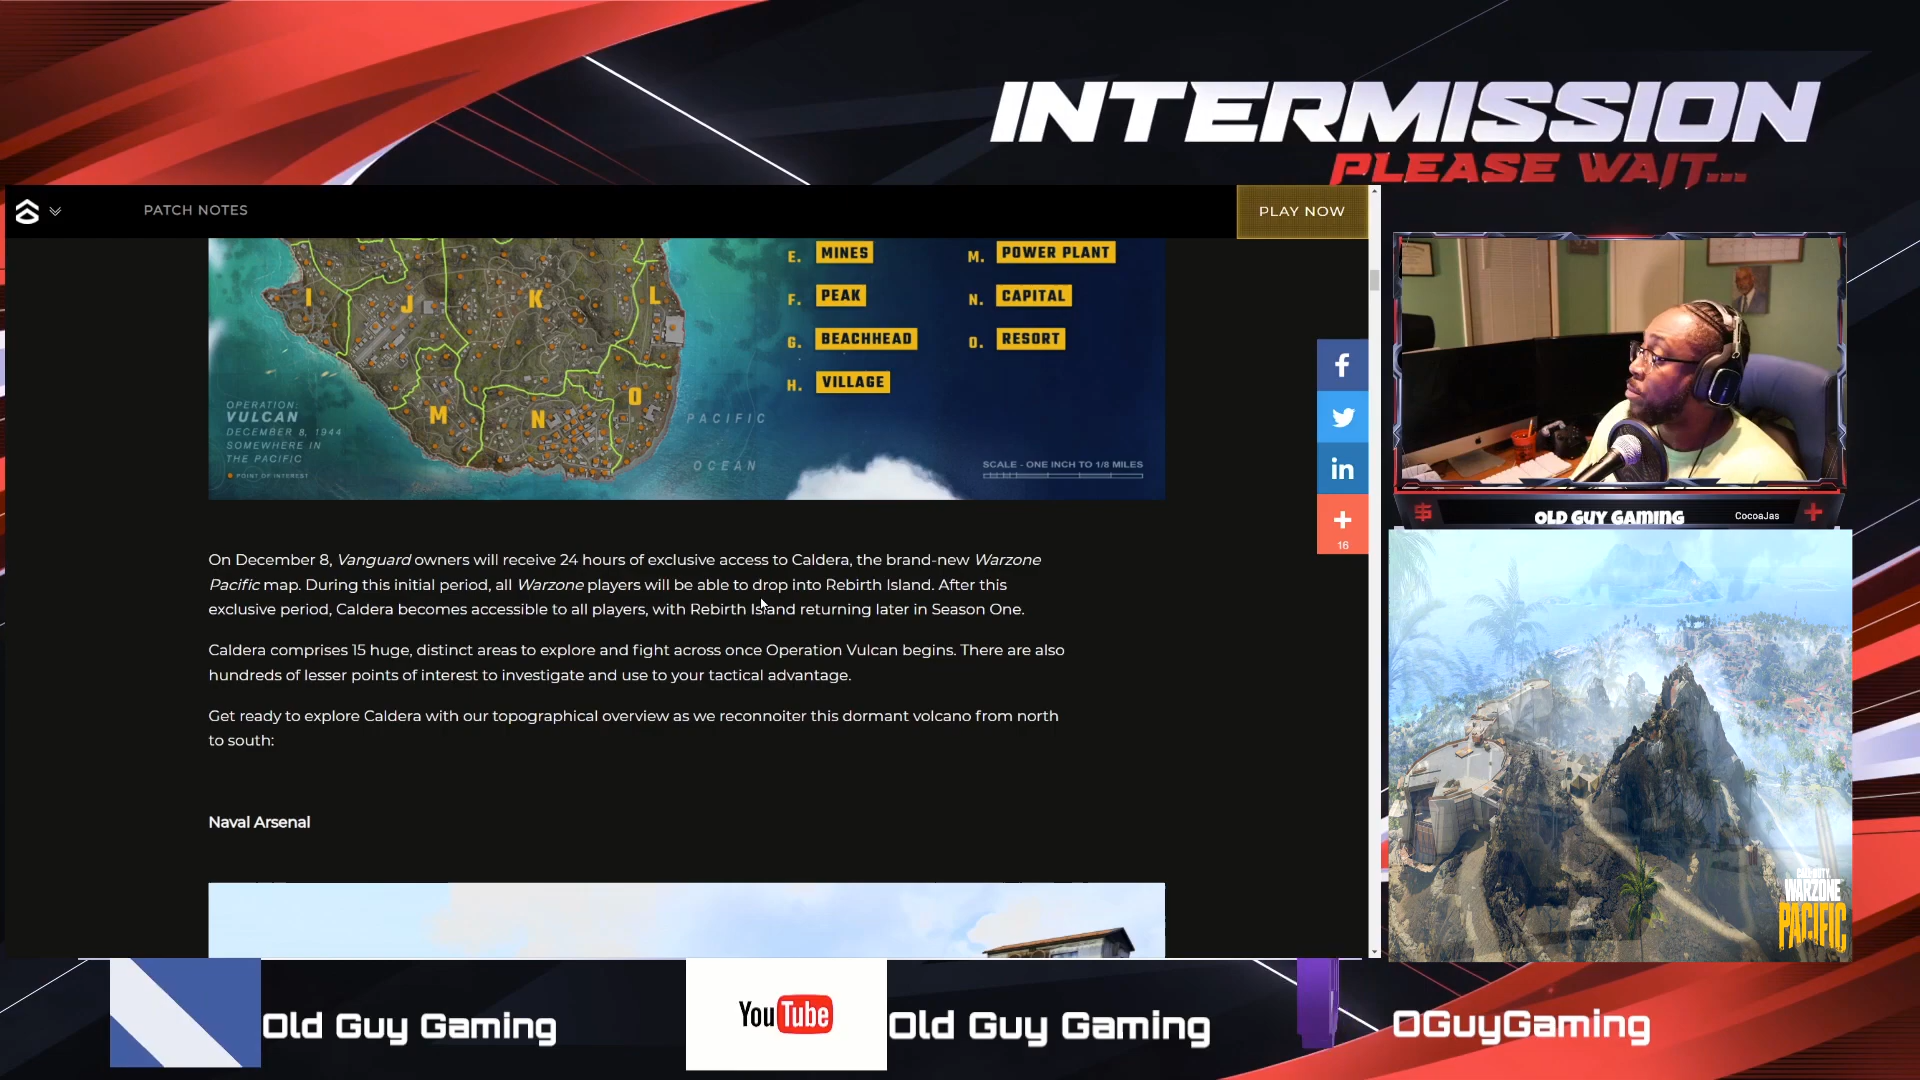 INTERMISSION
PLEASE WAIT...
PATCH NOTES
PLAY NOW
E. MINES
M. POWER PLANT
F. PEAK
N. CAPITAL
G. BEACHHEAD
O. RESORT
H. VILLAGE
I
J
K
L
M
N
O
OPERATION:
VULCAN
DECEMBER 8, 1944
SOMEWHERE IN
THE PACIFIC
POINT OF INTEREST
PACIFIC
OCEAN
SCALE - ONE INCH TO 1/8 MILES
16
On December 8, Vanguard owners will receive 24 hours of exclusive access to Caldera, the brand-new Warzone
Pacific map. During this initial period, all Warzone players will be able to drop into Rebirth Island. After this
exclusive period, Caldera becomes accessible to all players, with Rebirth Island returning later in Season One.
Caldera comprises 15 huge, distinct areas to explore and fight across once Operation Vulcan begins. There are also
hundreds of lesser points of interest to investigate and use to your tactical advantage.
Get ready to explore Caldera with our topographical overview as we reconnoiter this dormant volcano from north
to south:
Naval Arsenal
OLD GUY GAMING
CocoaJas
CALL OF DUTY
WARZONE
PACIFIC
Old Guy Gaming
YouTube
Old Guy Gaming
OGuyGaming